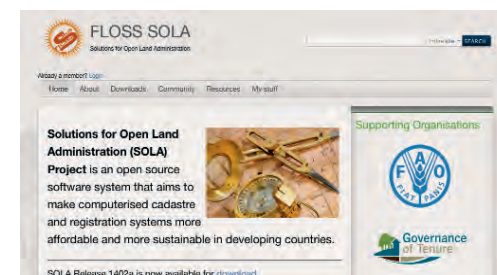 FLOSS SOLA
Solutions for Open Land Administration
SEARCH
Already a member? Login
Home About Downloads Community Resources My stuff
Solutions for Open Land
Administration (SOLA)
Project is an open source
software system that aims to
make computerised cadastre
and registration systems more
affordable and more sustainable in developing countries.
SOLA Release 1402a is now available for download
Supporting Organisations
FAO
FIAT PANIS
Governance
of Tenure